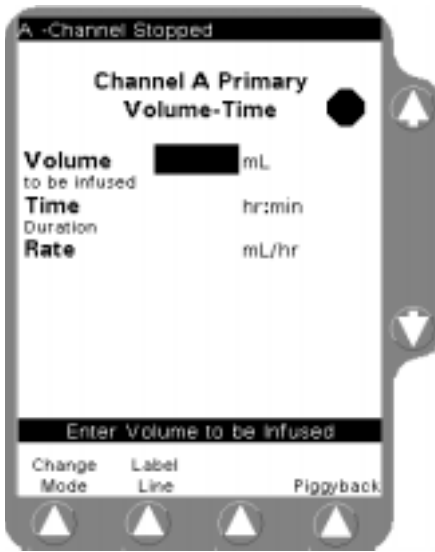 A -Channel Stopped
Channel A Primary
Volume-Time
Volume mL
to be infused
Time hr:min
Duration
Rate mL/hr
Enter Volume to be Infused
Change Label
Mode Line Piggyback